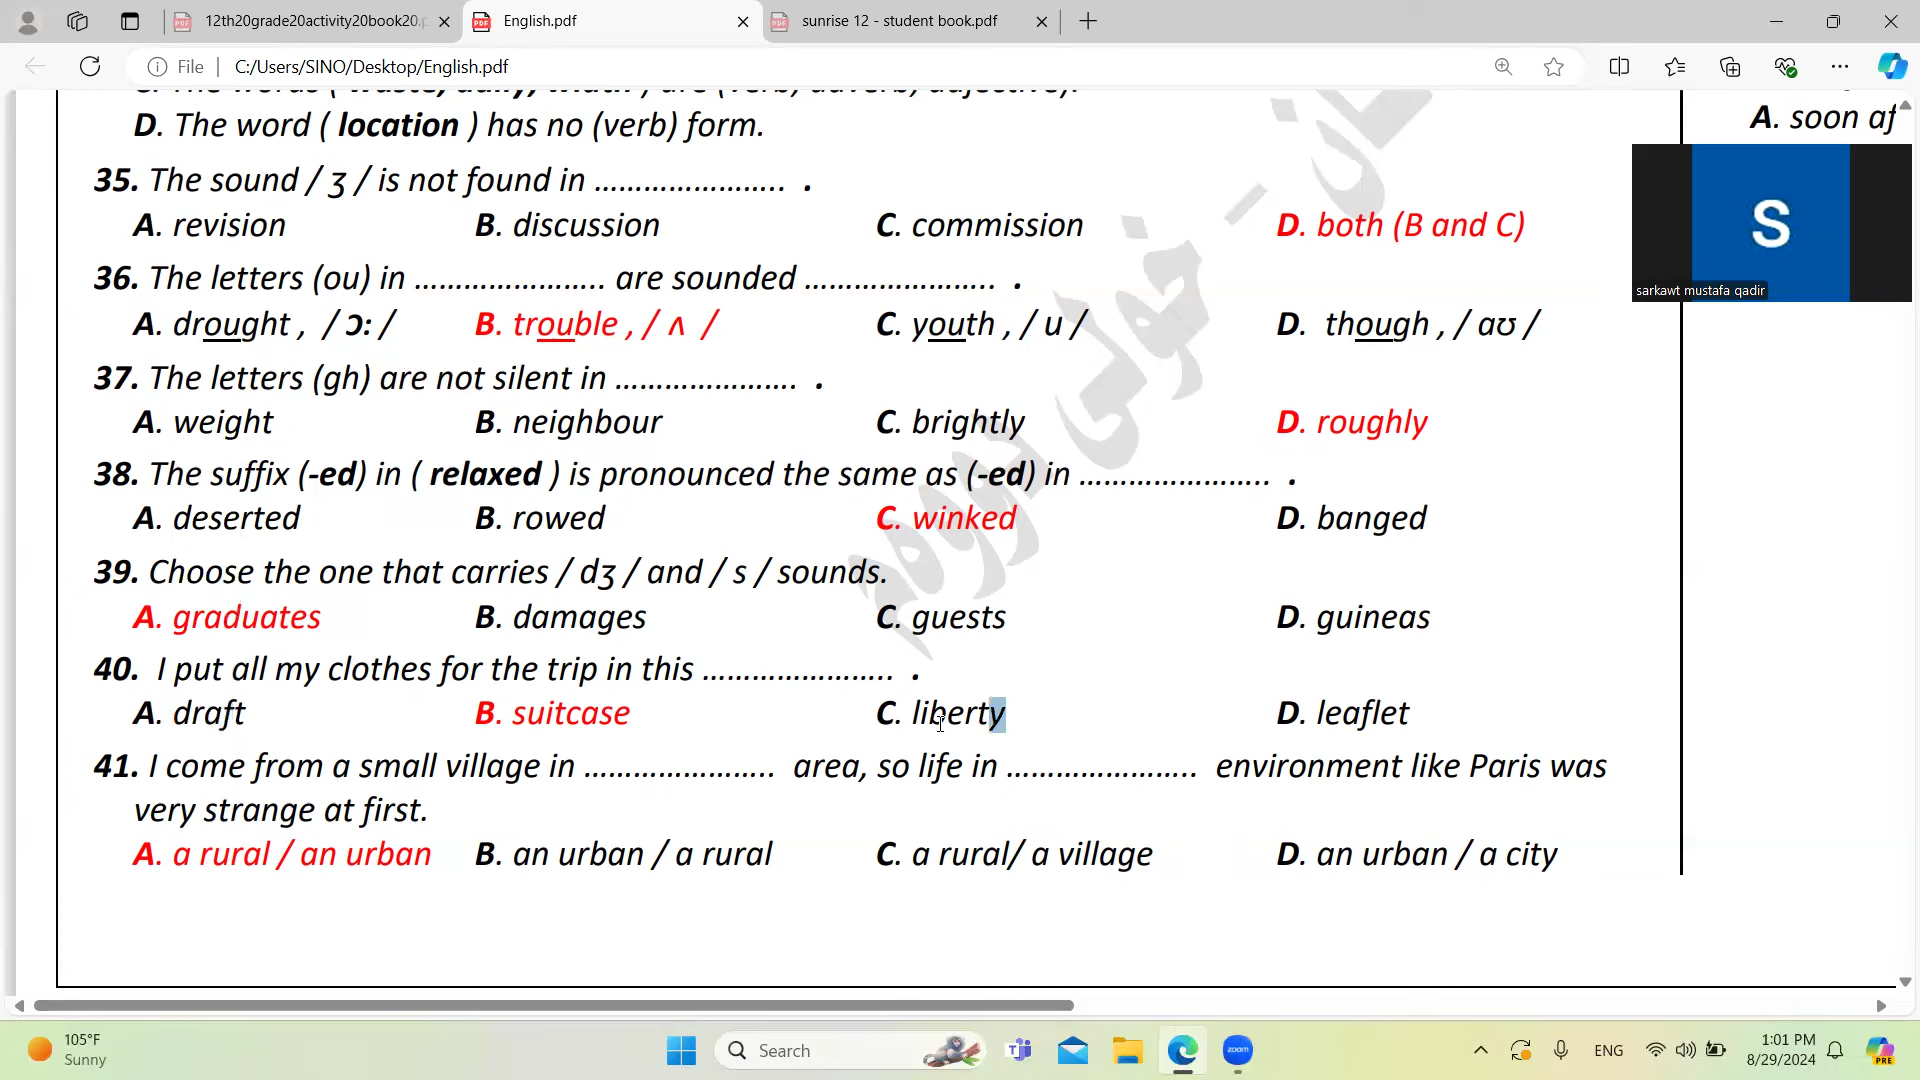 12th20grade20activity20book20.p
English.pdf
sunrise 12 - student book.pdf
File
C:/Users/SINO/Desktop/English.pdf
D. The word ( location ) has no (verb) form.
A. soon af
35. The sound / ʒ / is not found in ………………….. .
A. revision B. discussion C. commission D. both (B and C)
S
sarkawt mustafa qadir
36. The letters (ou) in ………………….. are sounded ………………….. .
A. drought , / ɔ: / B. trouble , / ʌ / C. youth , / u / D. though , / aʊ /
37. The letters (gh) are not silent in …………………. .
A. weight B. neighbour C. brightly D. roughly
38. The suffix (-ed) in ( relaxed ) is pronounced the same as (-ed) in ………………….. .
A. deserted B. rowed C. winked D. banged
39. Choose the one that carries / dʒ / and / s / sounds.
A. graduates B. damages C. guests D. guineas
40. I put all my clothes for the trip in this ………………….. .
A. draft B. suitcase C. liberty D. leaflet
41. I come from a small village in ………………….. area, so life in ………………….. environment like Paris was
very strange at first.
A. a rural / an urban B. an urban / a rural C. a rural/ a village D. an urban / a city
105°F
Sunny
Search
zoom
ENG
1:01 PM
8/29/2024
PRE